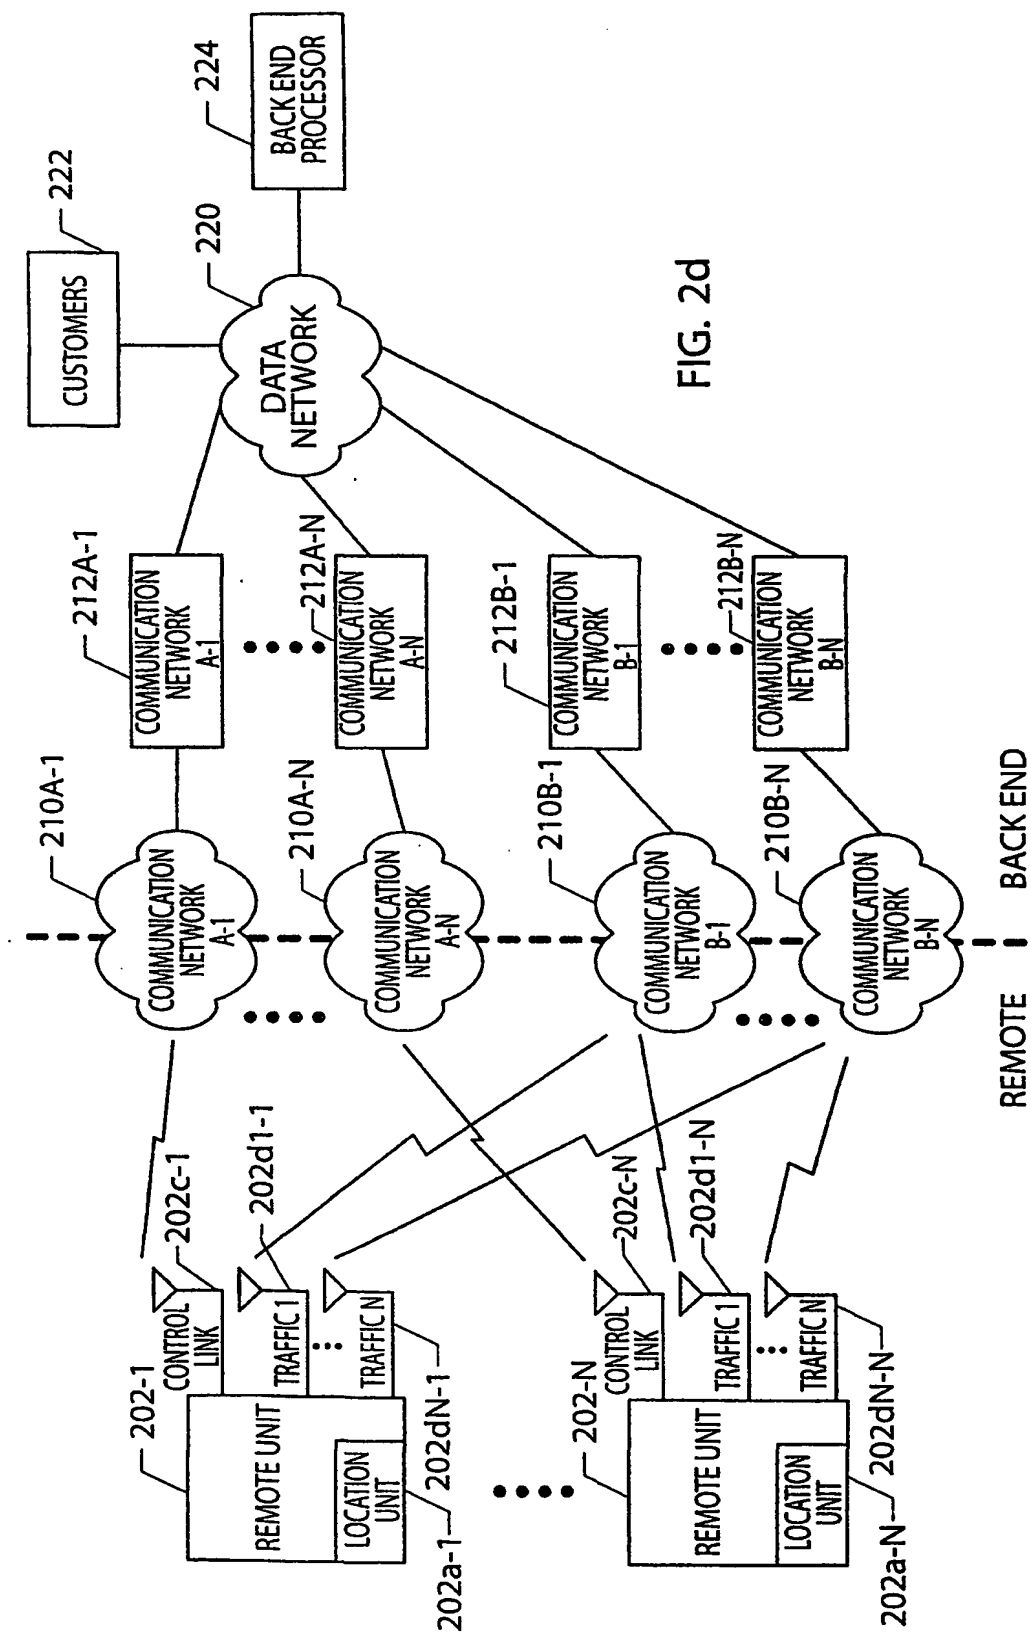 202-1
REMOTE UNIT
LOCATION
UNIT
202a-1
CONTROL
LINK
202c-1
TRAFFIC 1
202d1-1
TRAFFIC N
202dN-1
202-N
REMOTE UNIT
LOCATION
UNIT
202a-N
CONTROL
LINK
202c-N
TRAFFIC 1
202d1-N
TRAFFIC N
202dN-N
210A-1
COMMUNICATION
NETWORK
A-1
210A-N
COMMUNICATION
NETWORK
A-N
210B-1
COMMUNICATION
NETWORK
B-1
210B-N
COMMUNICATION
NETWORK
B-N
REMOTE
BACK END
212A-1
COMMUNICATION
NETWORK
A-1
212A-N
COMMUNICATION
NETWORK
A-N
212B-1
COMMUNICATION
NETWORK
B-1
212B-N
COMMUNICATION
NETWORK
B-N
CUSTOMERS
222
DATA
NETWORK
220
BACK END
PROCESSOR
224
FIG. 2d